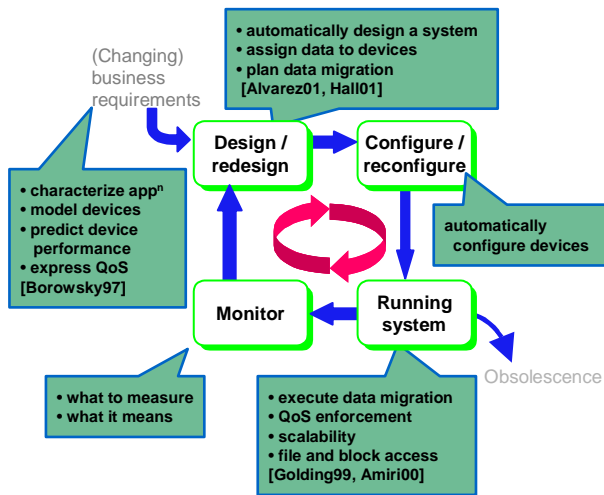 (Changing)
business
requirements
• automatically design a system
• assign data to devices
• plan data migration
[Alvarez01, Hall01]
Design /
redesign
Configure /
reconfigure
• characterize appⁿ
• model devices
• predict device
performance
• express QoS
[Borowsky97]
automatically
configure devices
Monitor
Running
system
Obsolescence
• what to measure
• what it means
• execute data migration
• QoS enforcement
• scalability
• file and block access
[Golding99, Amiri00]